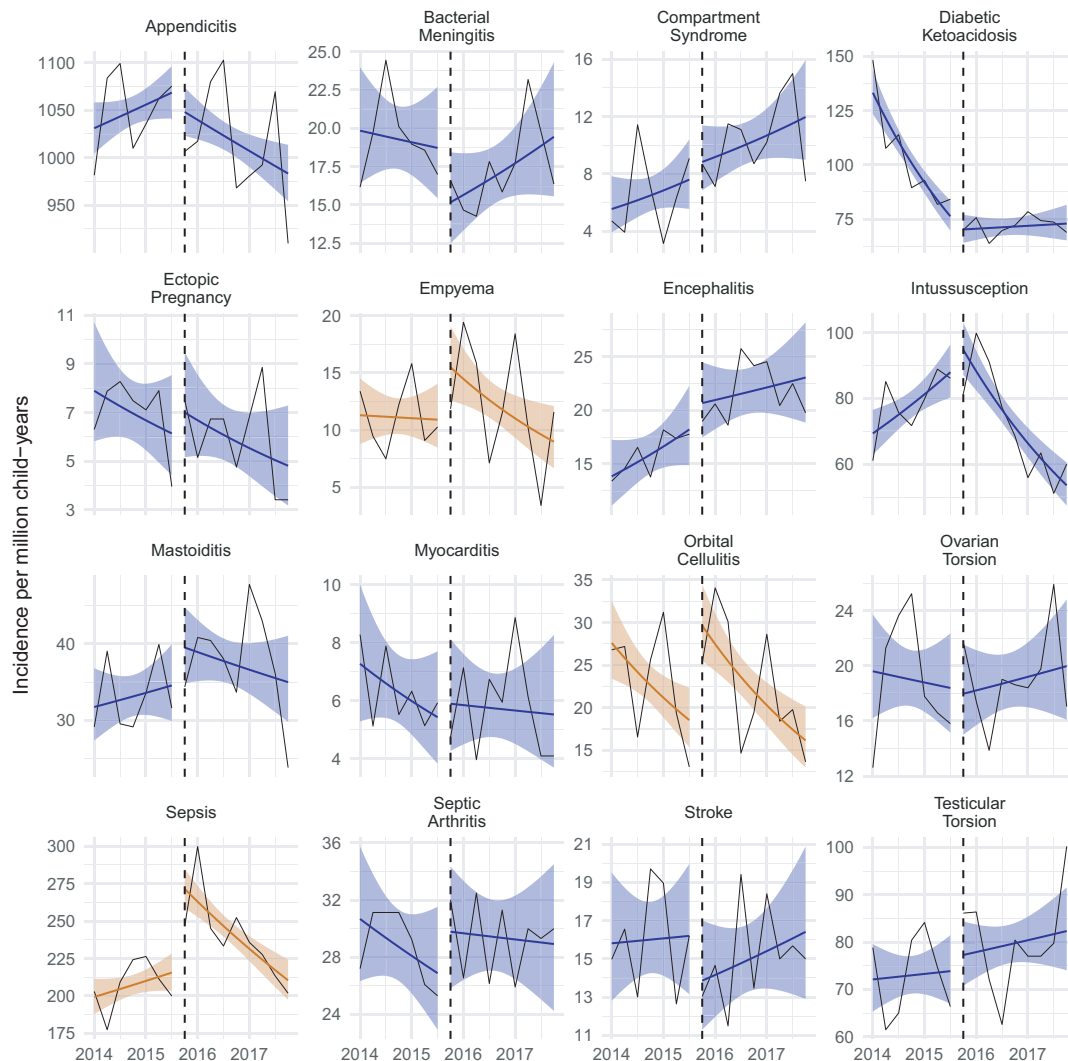 Appendicitis
Bacterial
Meningitis
Compartment
Syndrome
Diabetic
Ketoacidosis
1100
1050
1000
950
25.0
22.5
20.0
17.5
15.0
12.5
16
12
8
4
150
125
100
75
Ectopic
Pregnancy
Empyema
Encephalitis
Intussusception
11
9
7
5
3
20
15
10
5
25
20
15
100
80
60
Mastoiditis
Myocarditis
Orbital
Cellulitis
Ovarian
Torsion
40
30
10
8
6
4
35
30
25
20
15
24
20
16
12
Sepsis
Septic
Arthritis
Stroke
Testicular
Torsion
300
275
250
225
200
175
36
32
28
24
21
19
17
15
13
11
100
90
80
70
60
2014 2015 2016 2017
2014 2015 2016 2017
2014 2015 2016 2017
2014 2015 2016 2017
Incidence per million child-years